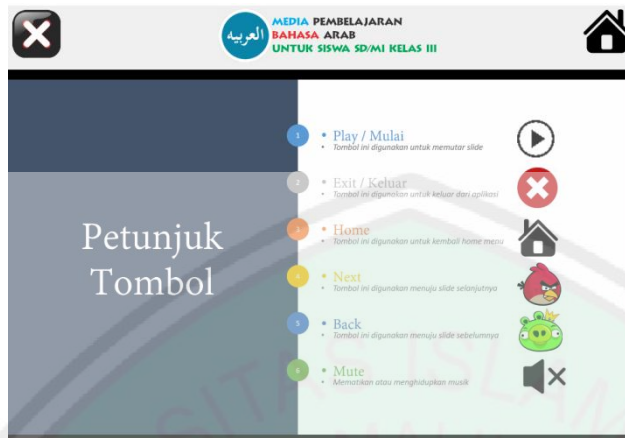 العربيه
MEDIA PEMBELAJARAN
BAHASA ARAB
UNTUK SISWA SD/MI KELAS III
Petunjuk
Tombol
1
• Play / Mulai
• Tombol ini digunakan untuk memutar slide
2
• Exit / Keluar
• Tombol ini digunakan untuk keluar dari aplikasi
3
• Home
• Tombol ini digunakan untuk kembali home menu
4
• Next
• Tombol ini digunakan menuju slide selanjutnya
5
• Back
• Tombol ini digunakan menuju slide sebelumnya
6
• Mute
• Mematikan atau menghidupkan musik
SITAS ISLAM